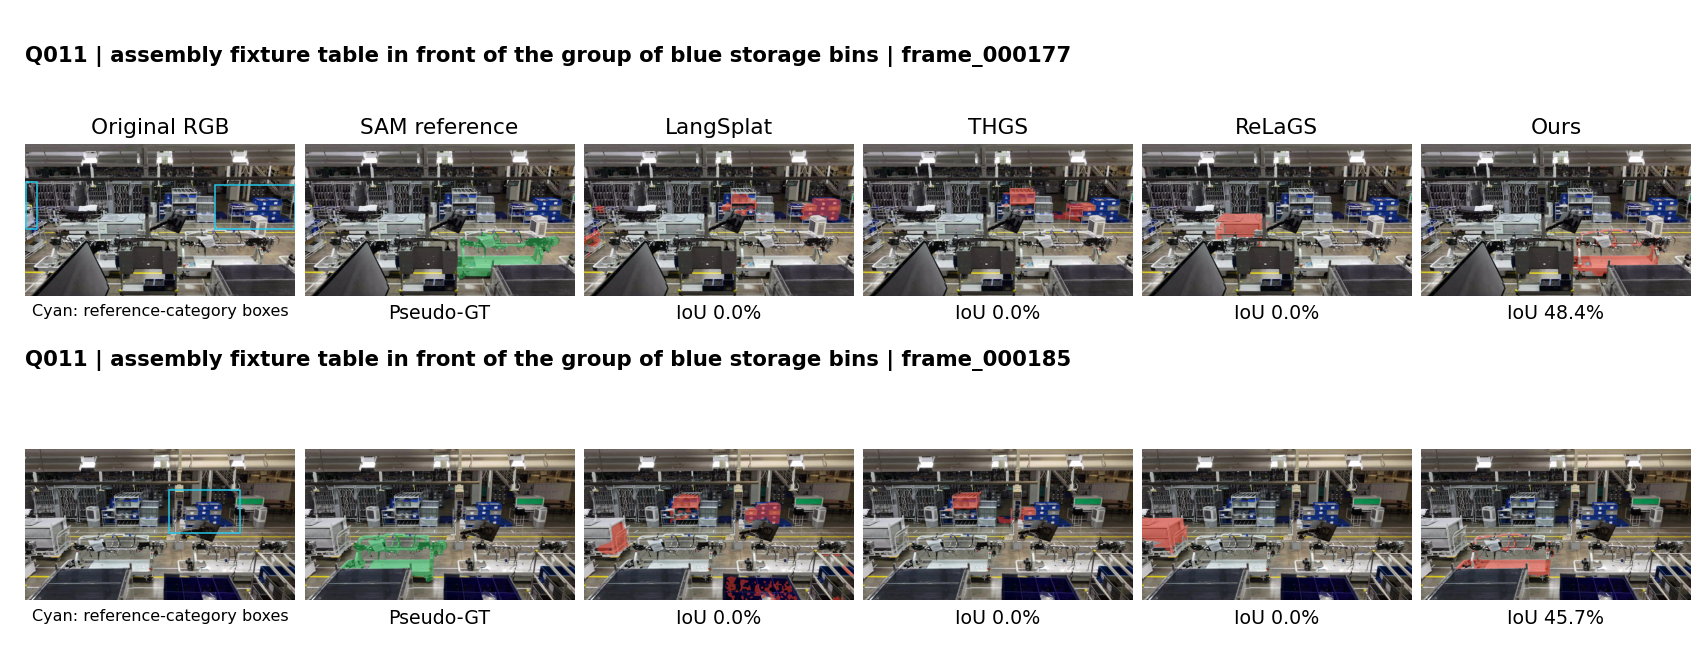 Q011 | assembly fixture table in front of the group of blue storage bins | frame_000177
Original RGB SAM reference LangSplat THGS ReLaGS Ours
Cyan: reference-category boxes Pseudo-GT IoU 0.0% IoU 0.0% IoU 0.0% IoU 48.4%
Q011 | assembly fixture table in front of the group of blue storage bins | frame_000185
Cyan: reference-category boxes Pseudo-GT IoU 0.0% IoU 0.0% IoU 0.0% IoU 45.7%